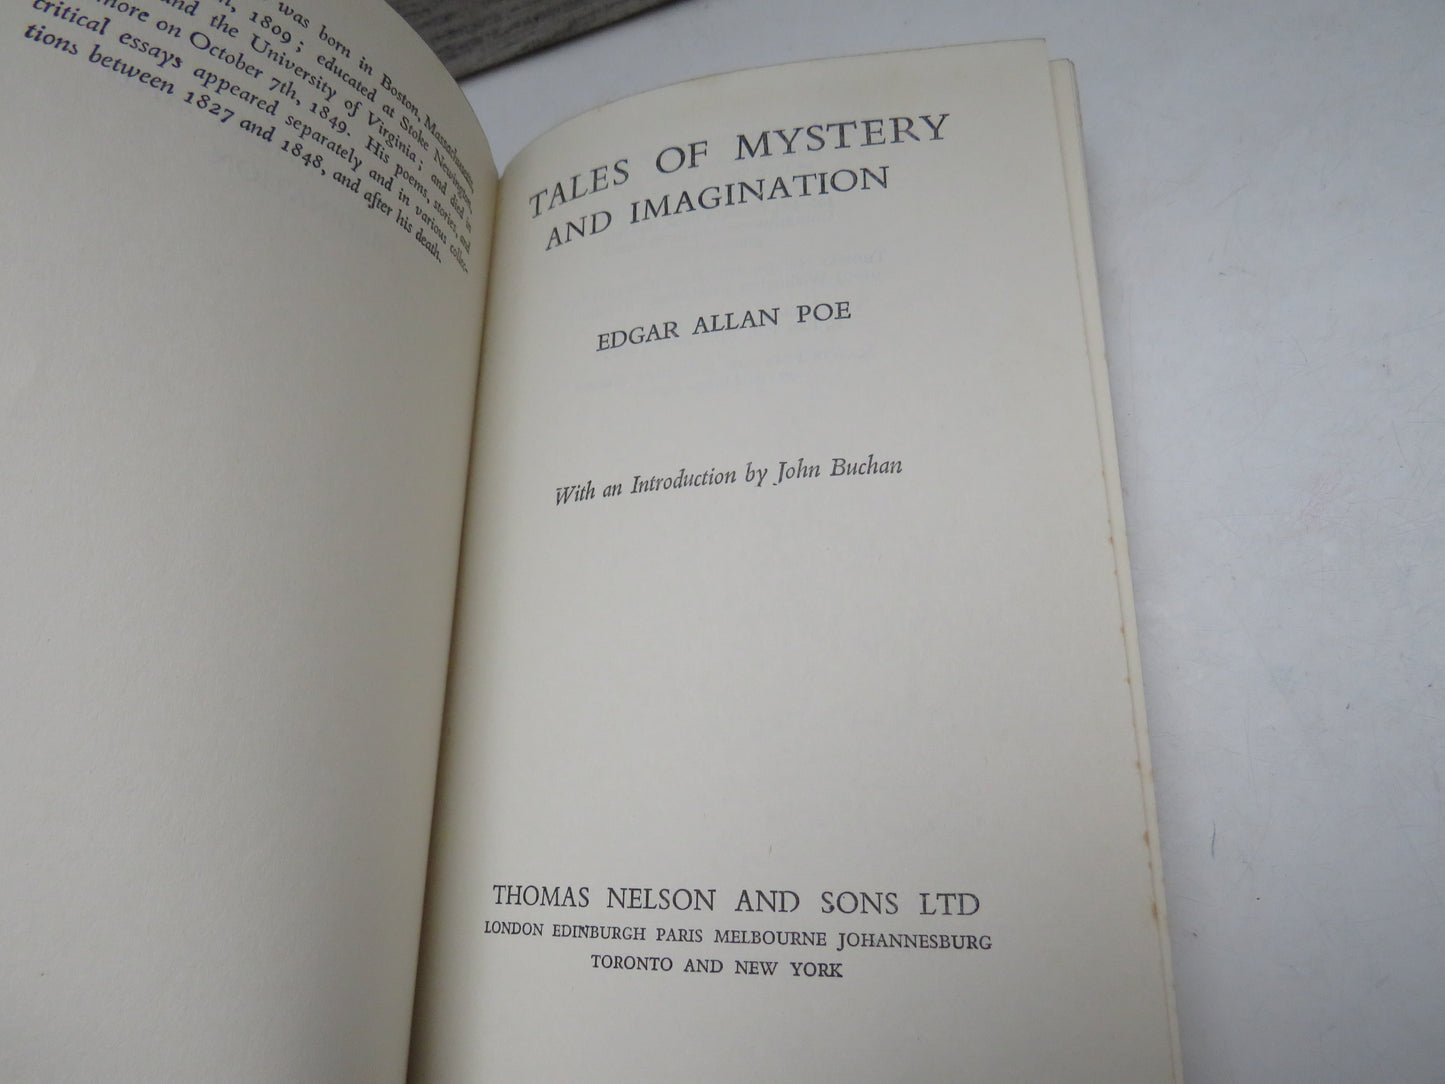 was born in Boston, Massachusetts,
1809; educated at Stoke Newington,
and the University of Virginia; and died in
more on October 7th, 1849. His poems, stories, and
critical essays appeared separately and in various collec-
tions between 1827 and 1848, and after his death.
TALES OF MYSTERY
AND IMAGINATION
EDGAR ALLAN POE
With an Introduction by John Buchan
THOMAS NELSON AND SONS LTD
LONDON EDINBURGH PARIS MELBOURNE JOHANNESBURG
TORONTO AND NEW YORK